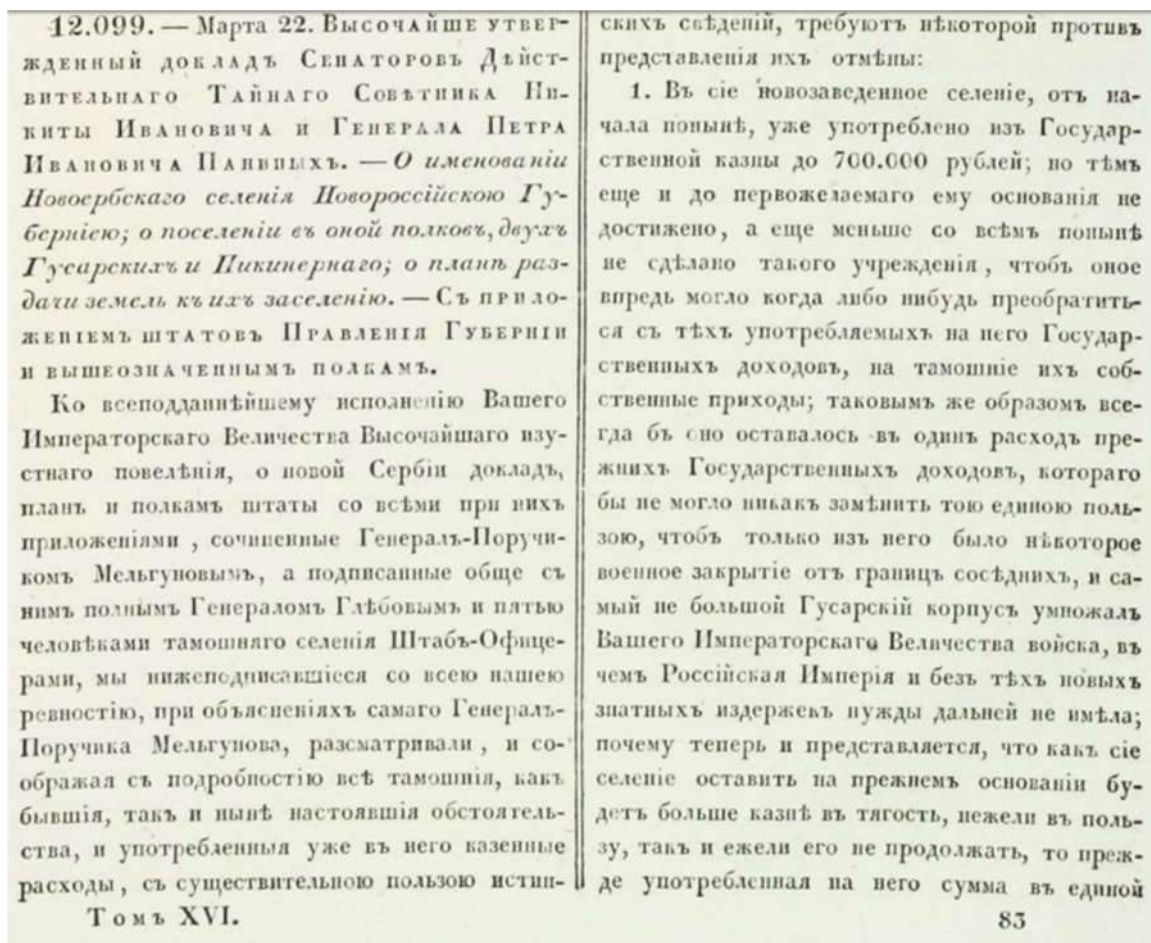 12.099. — Марта 22. Высочайше утвер-
жденный докладъ Сенаторовъ Дѣйст-
вительнаго Тайнаго Совѣтника Ни-
киты Ивановича и Генерала Петра
Ивановича Паниныхъ. — О именованіи
Новосербскаго селенія Новороссійскою Гу-
берніею; о поселеніи въ оной полковъ, двухъ
Гусарскихъ и Пикинернаго; о планѣ раз-
дачи земель къ ихъ заселенію. — Съ прило-
женіемъ штатовъ Правленія Губерніи
и вышеозначеннымъ полкамъ.
Ко всеподданнѣйшему исполненію Вашего
Императорскаго Величества Высочайшаго изу-
стнаго повелѣнія, о новой Сербіи докладъ,
планъ и полкамъ штаты со всѣми при нихъ
приложеніями, сочиненные Генералъ-Поручи-
комъ Мельгуновымъ, а подписанные обще съ
нимъ полнымъ Генераломъ Глѣбовымъ и пятью
человѣками тамошняго селенія Штабъ-Офице-
рами, мы нижеподписавшіеся со всею нашею
ревностію, при объясненіяхъ самаго Генералъ-
Поручика Мельгунова, разсматривали, и со-
ображая съ подробностію всѣ тамошнія, какъ
бывшія, такъ и нынѣ настоявшія обстоятель-
ства, и употребленныя уже въ него казенные
расходы, съ существительною пользою истин-
Томъ XVI.
скихъ свѣденій, требуютъ нѣкоторой противъ
представленія ихъ отмѣны:
1. Въ сіе новозаведенное селеніе, отъ на-
чала понынѣ, уже употреблено изъ Государ-
ственной казны до 700.000 рублей; но тѣмъ
еще и до первожелаемаго ему основанія не
достижено, а еще меньше со всѣмъ понынѣ
не сдѣлано такого учрежденія, чтобъ оное
впредь могло когда либо нибудь преобратить-
ся съ тѣхъ употребляемыхъ на него Государ-
ственныхъ доходовъ, на тамошніе ихъ соб-
ственные приходы; таковымъ же образомъ все-
гда бъ оно оставалось въ одинъ расходъ пре-
жнихъ Государственныхъ доходовъ, котораго
бы не могло никакъ замѣнить тою единою поль-
зою, чтобъ только изъ него было нѣкоторое
военное закрытіе отъ границъ сосѣднихъ, и са-
мый не большой Гусарскій корпусъ умножалъ
Вашего Императорскаго Величества войска, въ
чемъ Россійская Имперія и безъ тѣхъ новыхъ
знатныхъ издержекъ нужды дальней не имѣла;
почему теперь и представляется, что какъ сіе
селеніе оставить на прежнемъ основаніи бу-
детъ больше казнѣ въ тягость, нежели въ поль-
зу, такъ и ежели его не продолжать, то преж-
де употребленная на него сумма въ единой
83